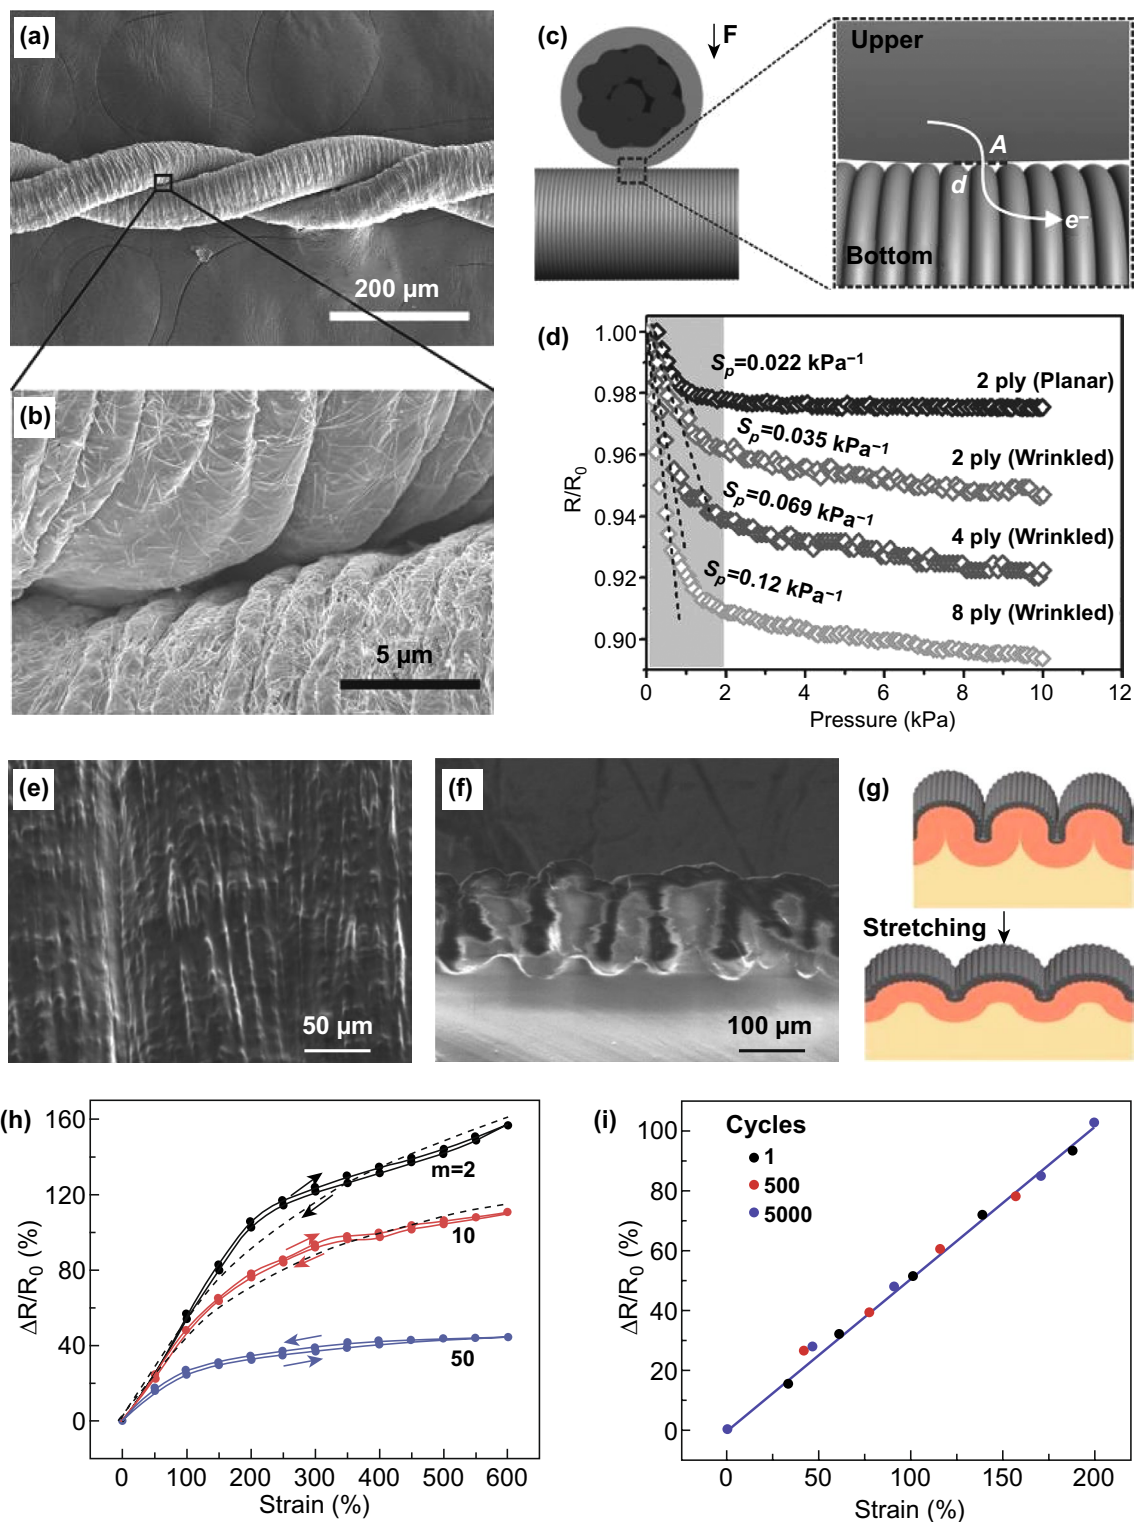 (a)
200 μm
(b)
5 μm
(c)
F
Upper
A
d
e⁻
Bottom
(d)
R/R₀
1.00
0.98
0.96
0.94
0.92
0.90
Sₚ=0.022 kPa⁻¹
2 ply (Planar)
Sₚ=0.035 kPa⁻¹
2 ply (Wrinkled)
Sₚ=0.069 kPa⁻¹
4 ply (Wrinkled)
Sₚ=0.12 kPa⁻¹
8 ply (Wrinkled)
0 2 4 6 8 10 12
Pressure (kPa)
(e)
50 μm
(f)
100 μm
(g)
Stretching
(h)
ΔR/R₀ (%)
160
120
80
40
0
m=2
10
50
0 100 200 300 400 500 600
Strain (%)
(i)
ΔR/R₀ (%)
100
80
60
40
20
0
Cycles
1
500
5000
0 50 100 150 200
Strain (%)